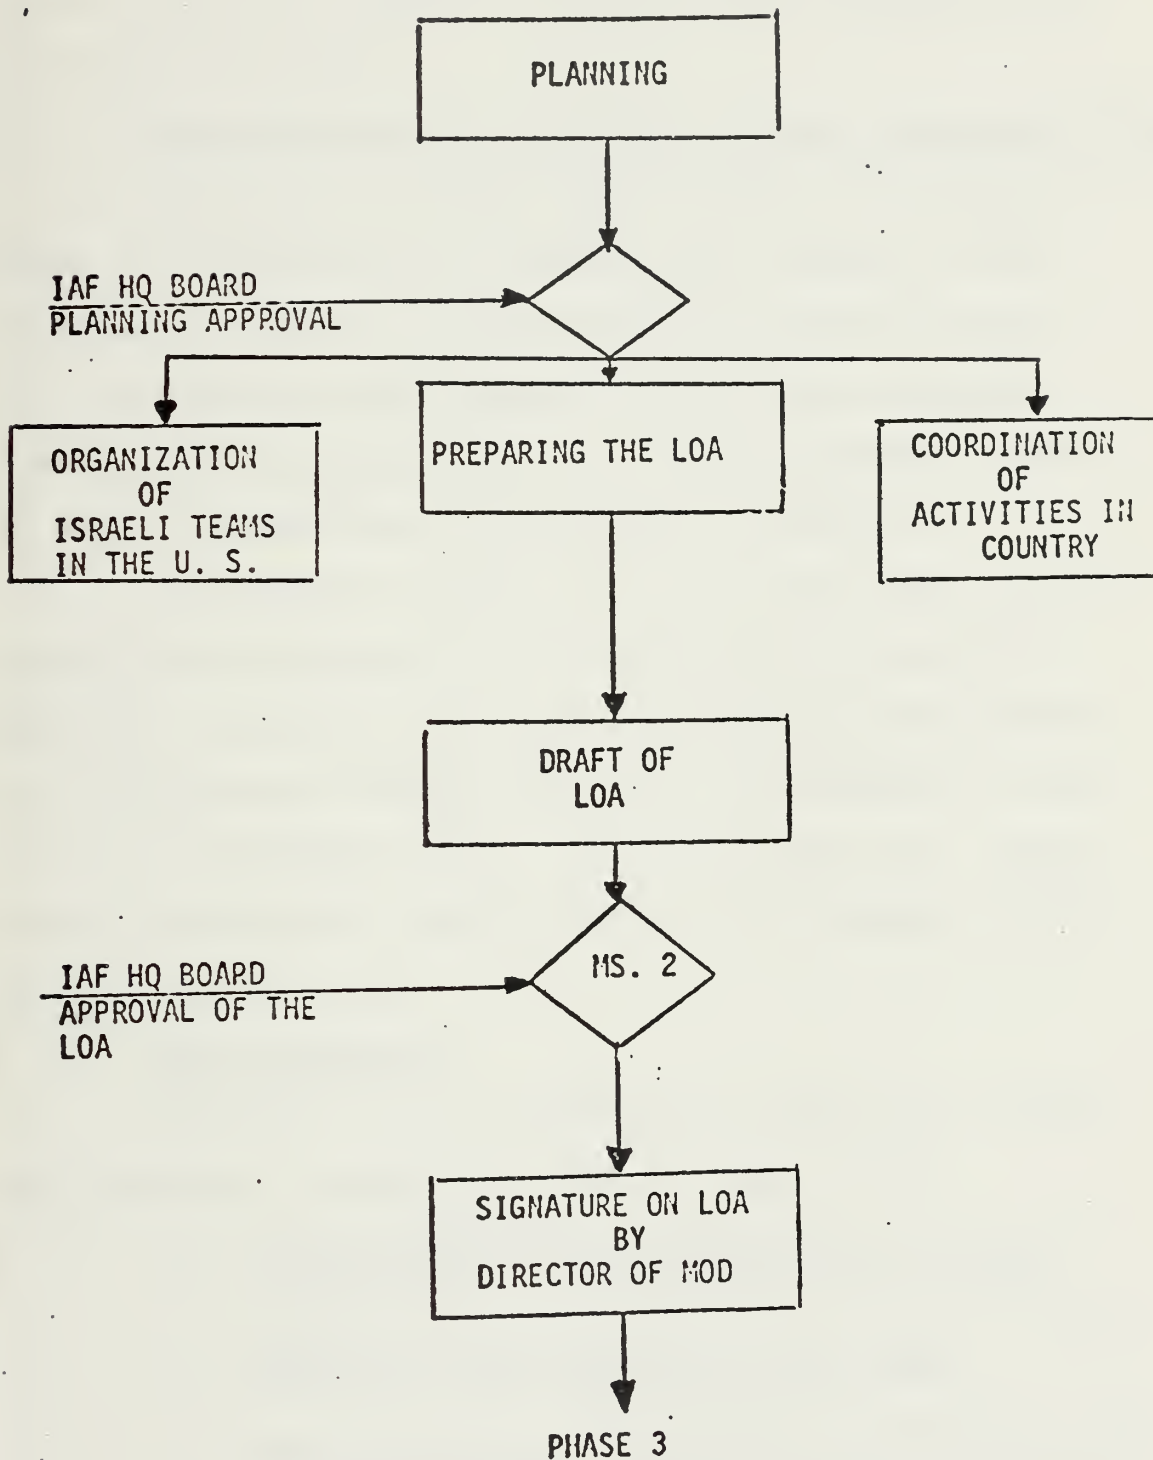 PLANNING
IAF HQ BOARD
PLANNING APPROVAL
ORGANIZATION
OF
ISRAELI TEAMS
IN THE U. S.
PREPARING THE LOA
COORDINATION
OF
ACTIVITIES IN
COUNTRY
DRAFT OF
LOA
MS. 2
IAF HQ BOARD
APPROVAL OF THE
LOA
SIGNATURE ON LOA
BY
DIRECTOR OF MOD
PHASE 3